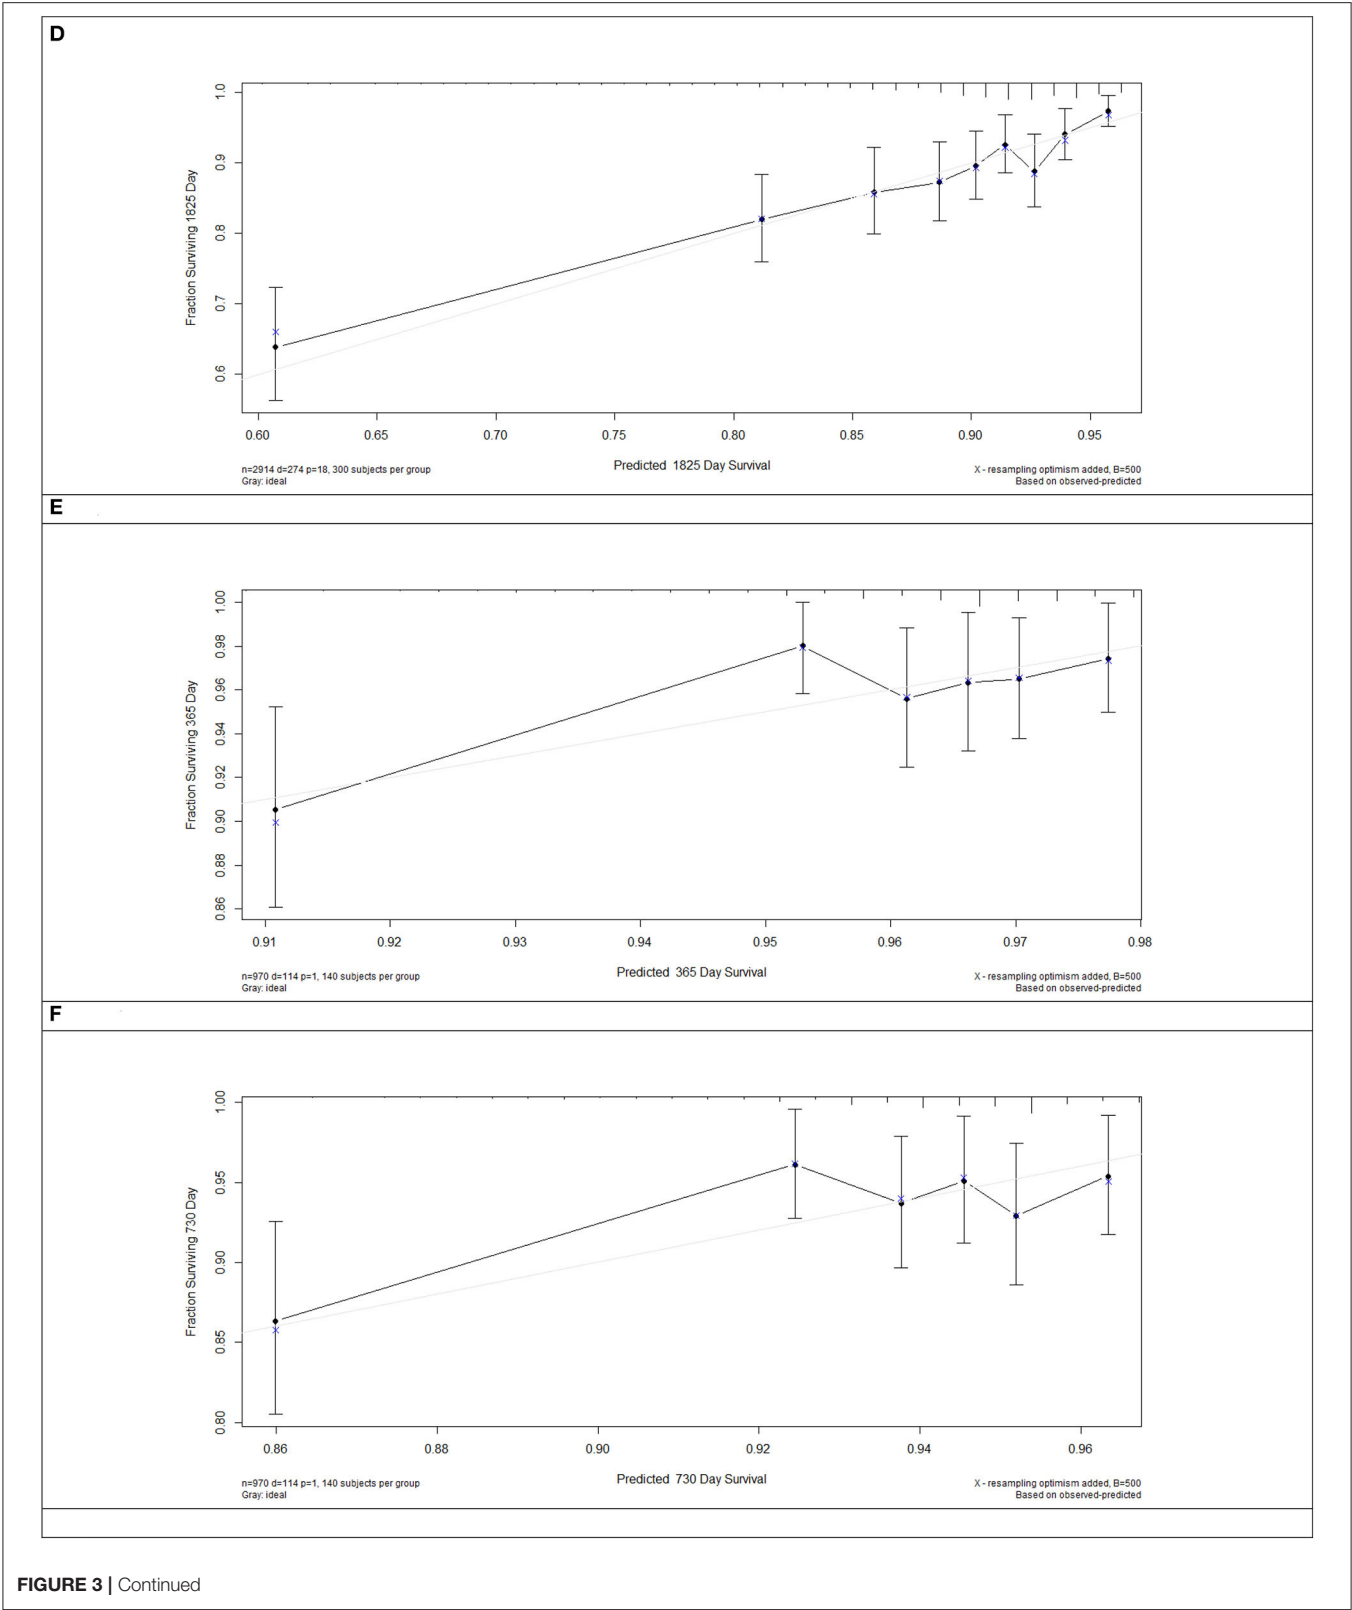 D
1.0
0.9
0.8
0.7
0.6
Fraction Surviving 1825 Day
0.60 0.65 0.70 0.75 0.80 0.85 0.90 0.95
Predicted 1825 Day Survival
n=2914 d=274 p=18, 300 subjects per group
Gray: ideal
X - resampling optimism added, B=500
Based on observed-predicted
E
1.00
0.98
0.96
0.94
0.92
0.90
0.88
0.86
Fraction Surviving 365 Day
0.91 0.92 0.93 0.94 0.95 0.96 0.97 0.98
Predicted 365 Day Survival
n=970 d=114 p=1, 140 subjects per group
Gray: ideal
X - resampling optimism added, B=500
Based on observed-predicted
F
1.00
0.95
0.90
0.85
0.80
Fraction Surviving 730 Day
0.86 0.88 0.90 0.92 0.94 0.96
Predicted 730 Day Survival
n=970 d=114 p=1, 140 subjects per group
Gray: ideal
X - resampling optimism added, B=500
Based on observed-predicted
FIGURE 3 | Continued